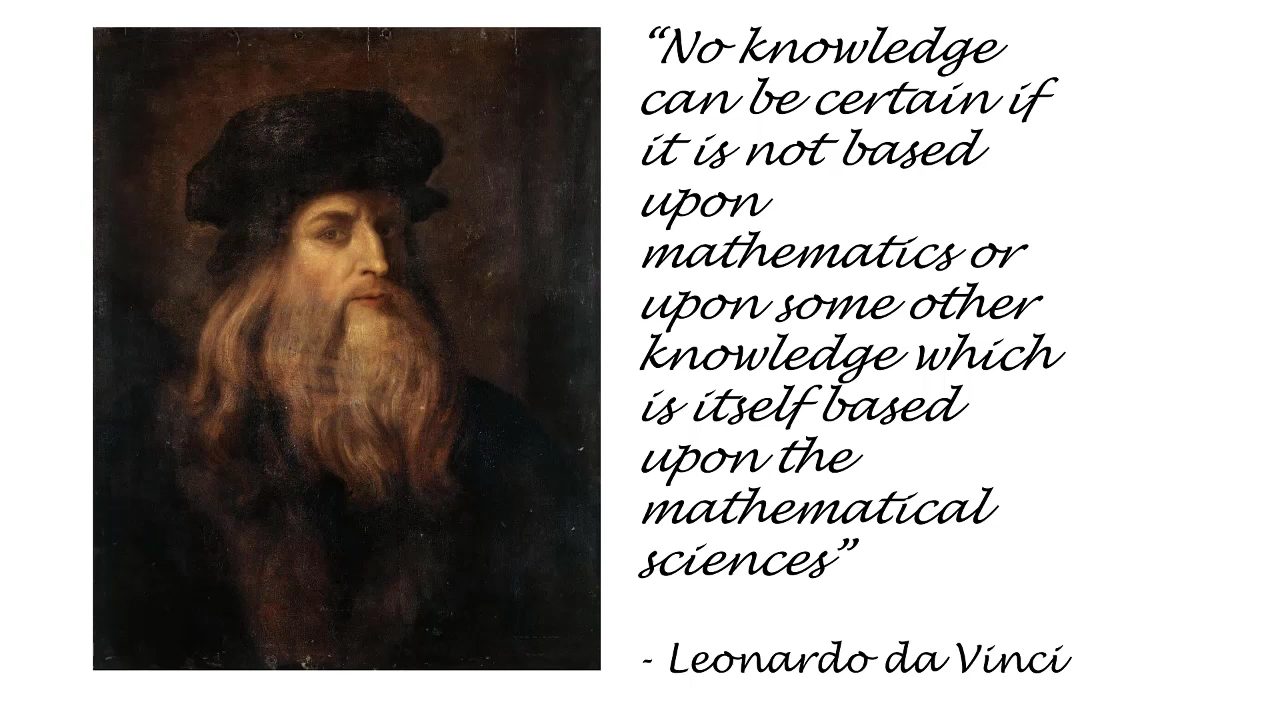 “No knowledge
can be certain if
it is not based
upon
mathematics or
upon some other
knowledge which
is itself based
upon the
mathematical
sciences”
- Leonardo da Vinci